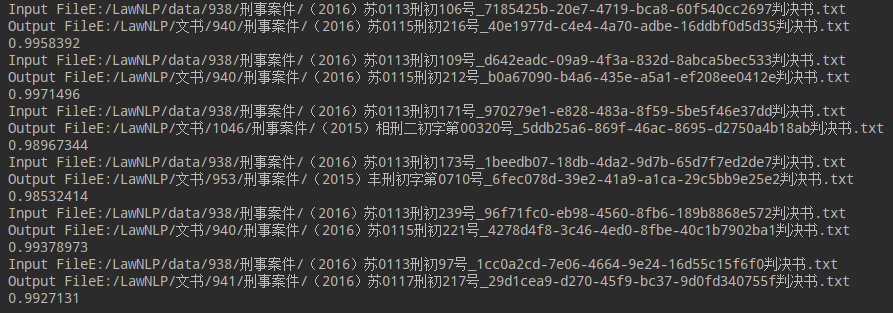 Input FileE:/LawNLP/data/938/刑事案件/（2016）苏0113刑初106号_7185425b-20e7-4719-bca8-60f540cc2697判决书.txt
Output FileE:/LawNLP/文书/940/刑事案件/（2016）苏0115刑初216号_40e1977d-c4e4-4a70-adbe-16ddbf0d5d35判决书.txt
0.9958392
Input FileE:/LawNLP/data/938/刑事案件/（2016）苏0113刑初109号_d642eadc-09a9-4f3a-832d-8abca5bec533判决书.txt
Output FileE:/LawNLP/文书/940/刑事案件/（2016）苏0115刑初212号_b0a67090-b4a6-435e-a5a1-ef208ee0412e判决书.txt
0.9971496
Input FileE:/LawNLP/data/938/刑事案件/（2016）苏0113刑初171号_970279e1-e828-483a-8f59-5be5f46e37dd判决书.txt
Output FileE:/LawNLP/文书/1046/刑事案件/（2015）相刑二初字第00320号_5ddb25a6-869f-46ac-8695-d2750a4b18ab判决书.txt
0.98967344
Input FileE:/LawNLP/data/938/刑事案件/（2016）苏0113刑初173号_1beedb07-18db-4da2-9d7b-65d7f7ed2de7判决书.txt
Output FileE:/LawNLP/文书/953/刑事案件/（2015）丰刑初字第0710号_6fec078d-39e2-41a9-a1ca-29c5bb9e25e2判决书.txt
0.98532414
Input FileE:/LawNLP/data/938/刑事案件/（2016）苏0113刑初239号_96f71fc0-eb98-4560-8fb6-189b8868e572判决书.txt
Output FileE:/LawNLP/文书/940/刑事案件/（2016）苏0115刑初221号_4278d4f8-3c46-4ed0-8fbe-40c1b7902ba1判决书.txt
0.99378973
Input FileE:/LawNLP/data/938/刑事案件/（2016）苏0113刑初97号_1cc0a2cd-7e06-4664-9e24-16d55c15f6f0判决书.txt
Output FileE:/LawNLP/文书/941/刑事案件/（2016）苏0117刑初217号_29d1cea9-d270-45f9-bc37-9d0fd340755f判决书.txt
0.9927131